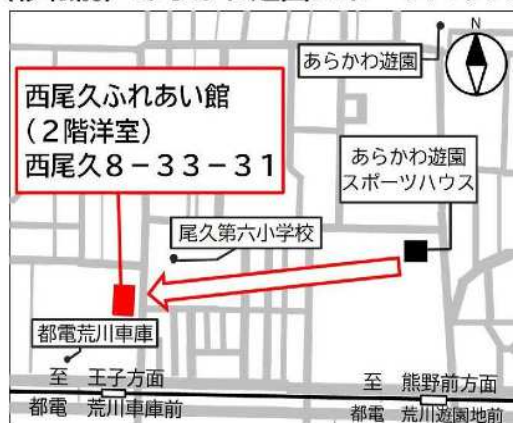 N
あらかわ遊園
西尾久ふれあい館
（２階洋室）
西尾久８－３３－３１
あらかわ遊園
スポーツハウス
尾久第六小学校
都電荒川車庫
至 王子方面
都電 荒川車庫前
至 熊野前方面
都電 荒川遊園地前